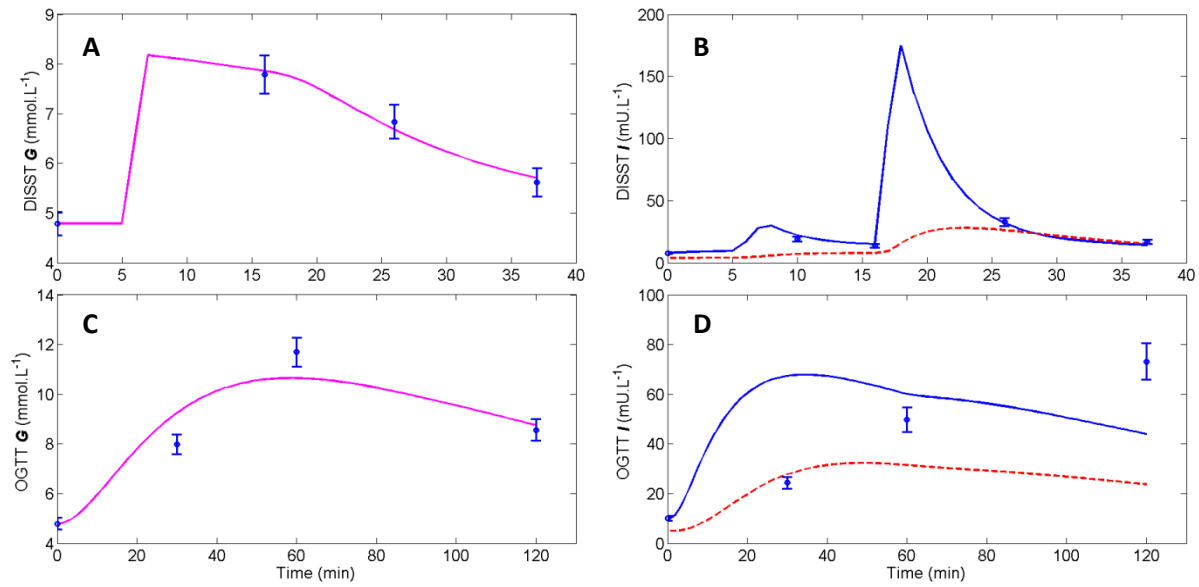 A
DISST G (mmol.L-1)
9
8
7
6
5
4
0 5 10 15 20 25 30 35 40
B
DISST I (mU.L-1)
200
150
100
50
0
0 5 10 15 20 25 30 35 40
C
OGTT G (mmol.L-1)
14
12
10
8
6
4
0 20 40 60 80 100 120
Time (min)
D
OGTT I (mU.L-1)
100
80
60
40
20
0
0 20 40 60 80 100 120
Time (min)